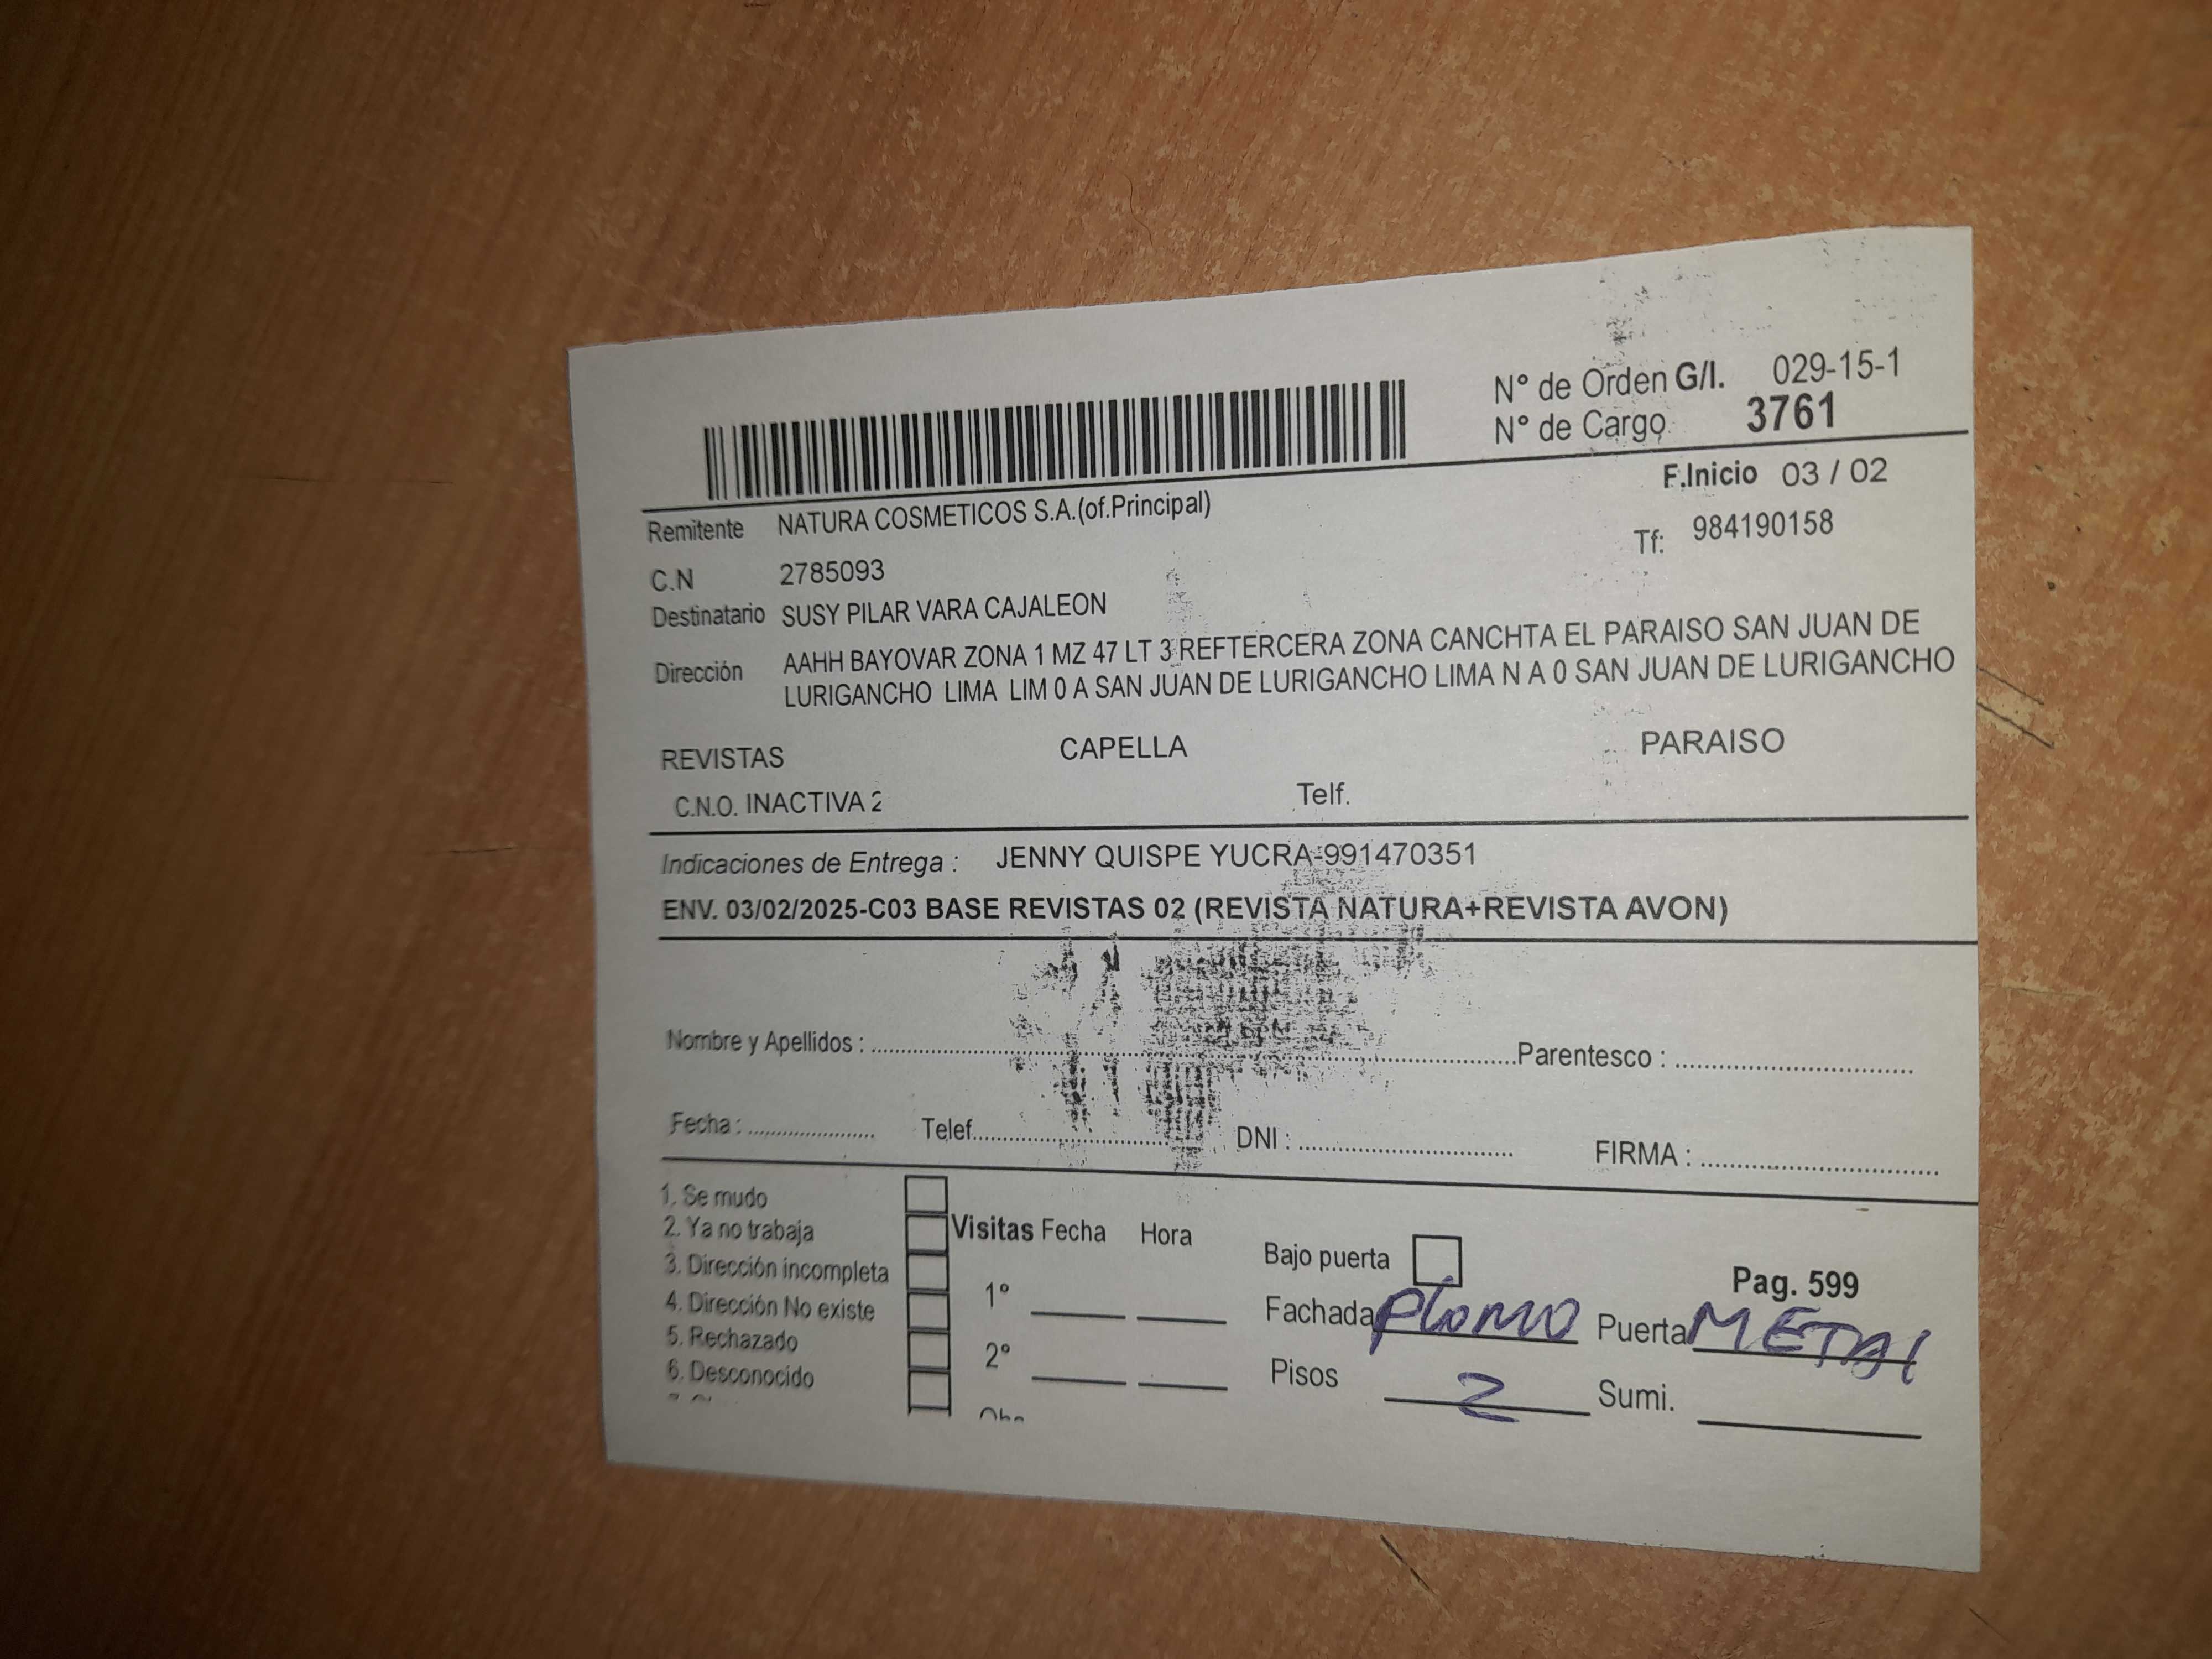 N° de Orden G/I. 029-15-1
N° de Cargo 3761
F.Inicio 03 / 02
Remitente NATURA COSMETICOS S.A.(of.Principal)
Tf: 984190158
C.N 2785093
Destinatario SUSY PILAR VARA CAJALEON
Dirección AAHH BAYOVAR ZONA 1 MZ 47 LT 3 REFTERCERA ZONA CANCHTA EL PARAISO SAN JUAN DE
LURIGANCHO LIMA LIM 0 A SAN JUAN DE LURIGANCHO LIMA N A 0 SAN JUAN DE LURIGANCHO
REVISTAS CAPELLA PARAISO
C.N.O. INACTIVA 2 Telf.
Indicaciones de Entrega : JENNY QUISPE YUCRA-991470351
ENV. 03/02/2025-C03 BASE REVISTAS 02 (REVISTA NATURA+REVISTA AVON)
Nombre y Apellidos : Parentesco :
Fecha : Telef. DNI : FIRMA :
1. Se mudo
2. Ya no trabaja
3. Dirección incompleta
4. Dirección No existe
5. Rechazado
6. Desconocido
Visitas Fecha Hora
1°
2°
Bajo puerta Pag. 599
Fachada PLOMO Puerta METAL
Pisos 2 Sumi.